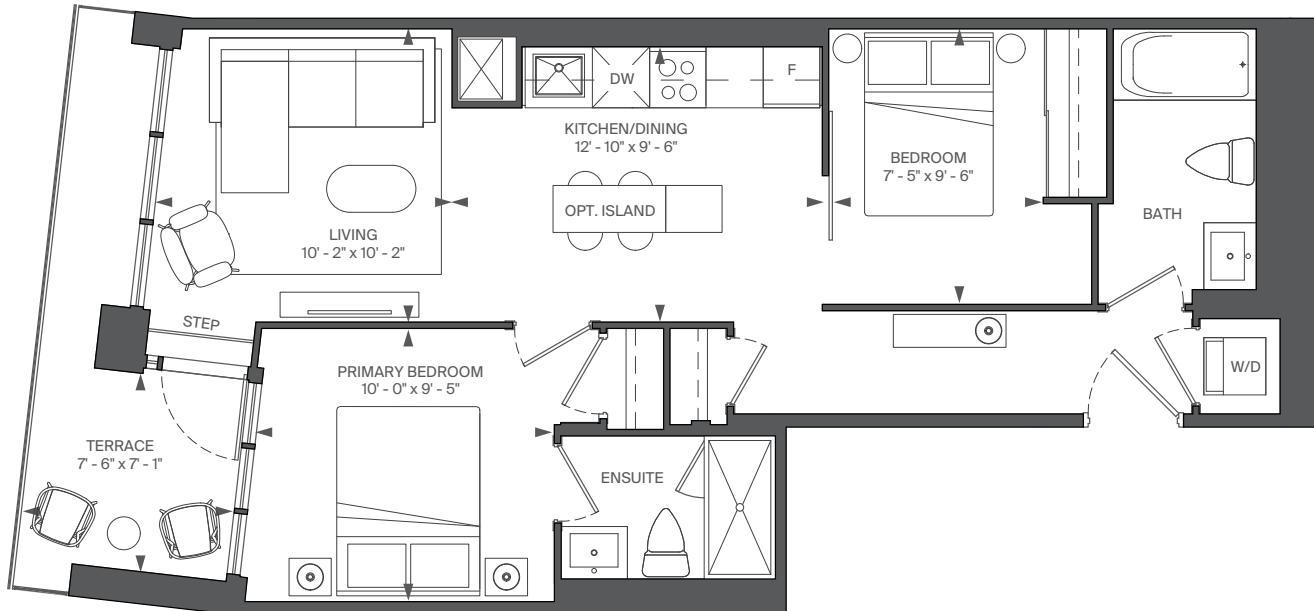 DW
F
KITCHEN/DINING
12' - 10" x 9' - 6"
BEDROOM
7' - 5" x 9' - 6"
OPT. ISLAND
BATH
LIVING
10' - 2" x 10' - 2"
STEP
PRIMARY BEDROOM
10' - 0" x 9' - 5"
W/D
TERRACE
7' - 6" x 7' - 1"
ENSUITE